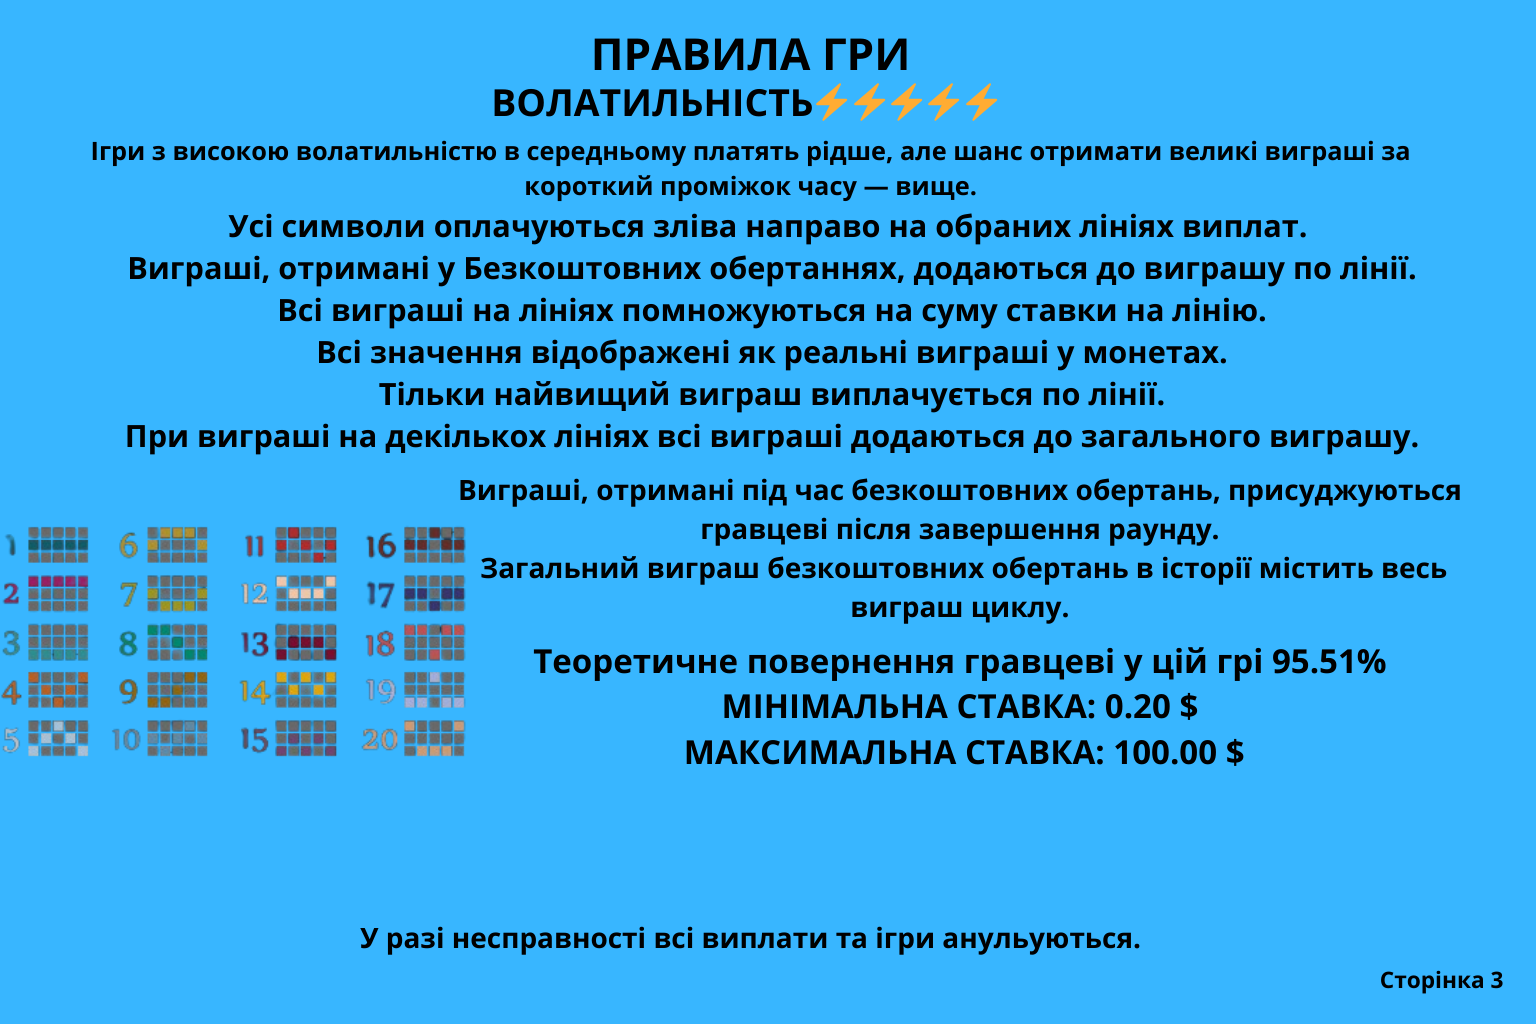 ПРАВИЛА ГРИ
ВОЛАТИЛЬНІСТЬ⚡⚡⚡⚡⚡
Ігри з високою волатильністю в середньому платять рідше, але шанс отримати великі виграші за
короткий проміжок часу — вище.
Усі символи оплачуються зліва направо на обраних лініях виплат.
Виграші, отримані у Безкоштовних обертаннях, додаються до виграшу по лінії.
Всі виграші на лініях помножуються на суму ставки на лінію.
Всі значення відображені як реальні виграші у монетах.
Тільки найвищий виграш виплачується по лінії.
При виграші на декількох лініях всі виграші додаються до загального виграшу.
Виграші, отримані під час безкоштовних обертань, присуджуються
гравцеві після завершення раунду.
Загальний виграш безкоштовних обертань в історії містить весь
виграш циклу.
1 6 11 16
2 7 12 17
3 8 13 18
4 9 14 19
5 10 15 20
Теоретичне повернення гравцеві у цій грі 95.51%
МІНІМАЛЬНА СТАВКА: 0.20 $
МАКСИМАЛЬНА СТАВКА: 100.00 $
У разі несправності всі виплати та ігри анульуються.
Сторінка 3